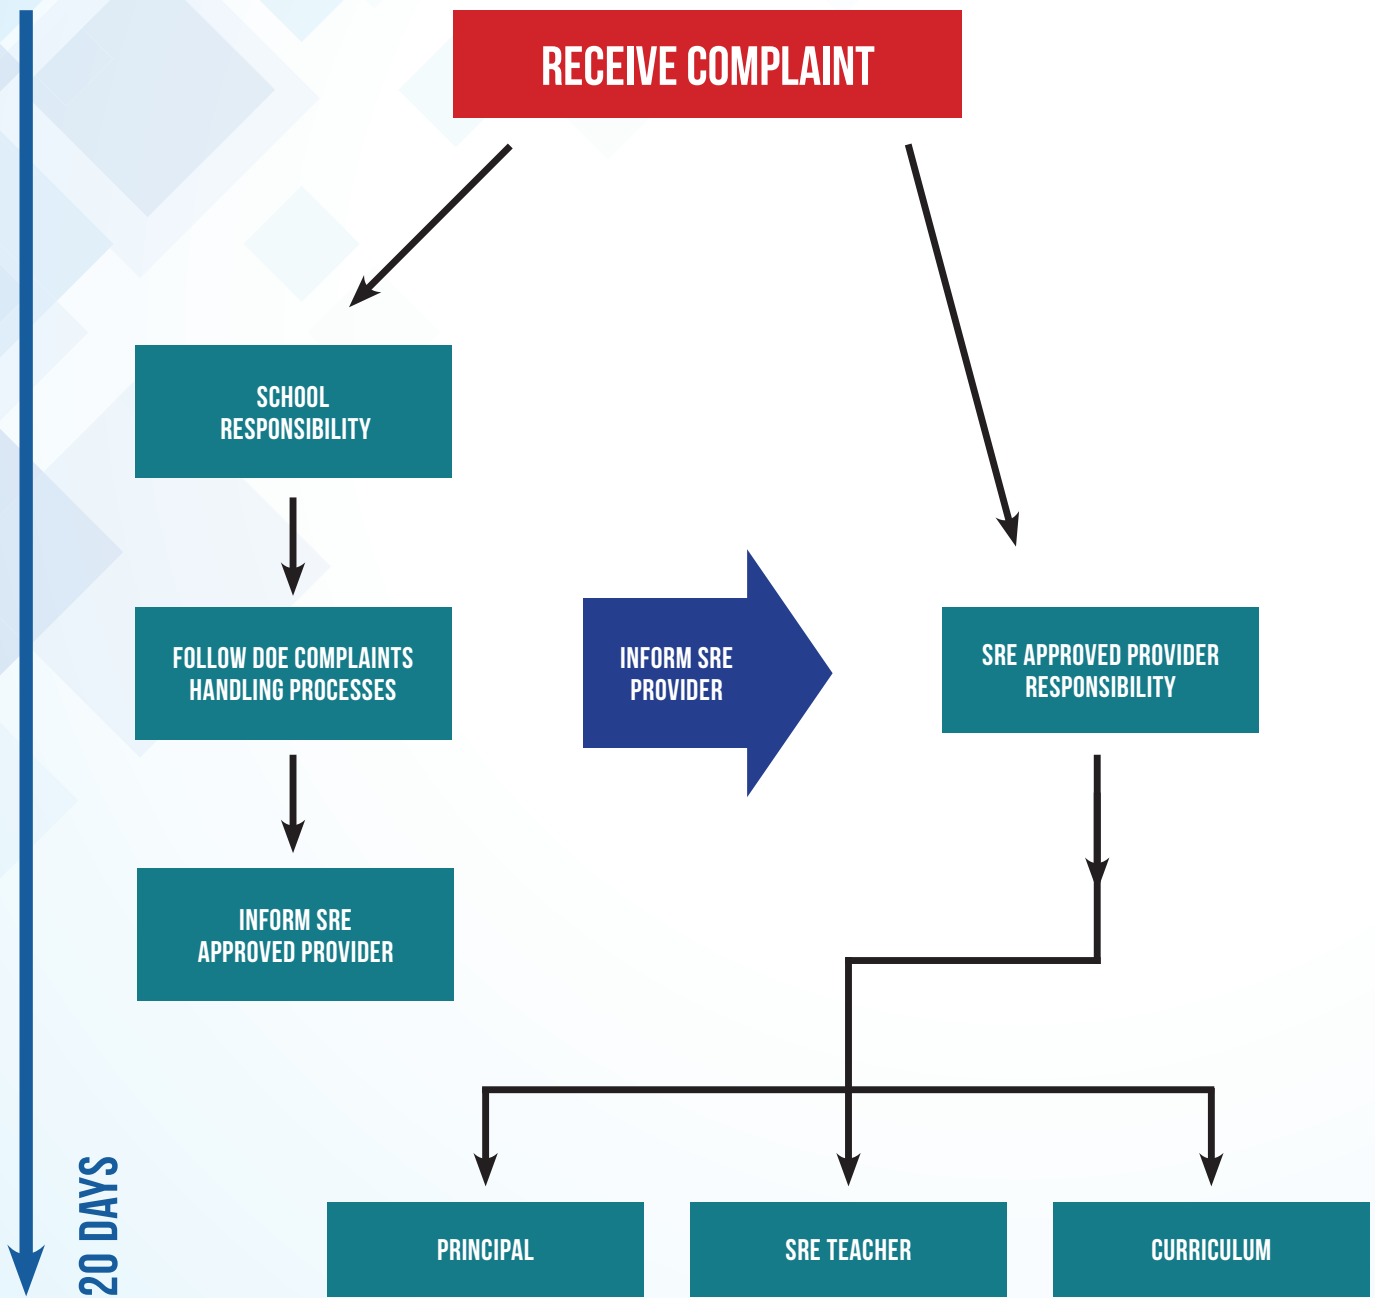 RECEIVE COMPLAINT
SCHOOL
RESPONSIBILITY
FOLLOW DOE COMPLAINTS
HANDLING PROCESSES
INFORM SRE
PROVIDER
SRE APPROVED PROVIDER
RESPONSIBILITY
INFORM SRE
APPROVED PROVIDER
20 DAYS
PRINCIPAL
SRE TEACHER
CURRICULUM